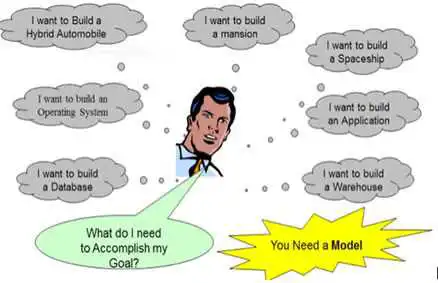 I want to Build a
Hybrid Automobile
I want to build
a mansion
I want to build
a Spaceship
I want to build an
Operating System
I want to build
an Application
I want to build
a Database
I want to build
a Warehouse
What do I need
to Accomplish my
Goal?
You Need a Model